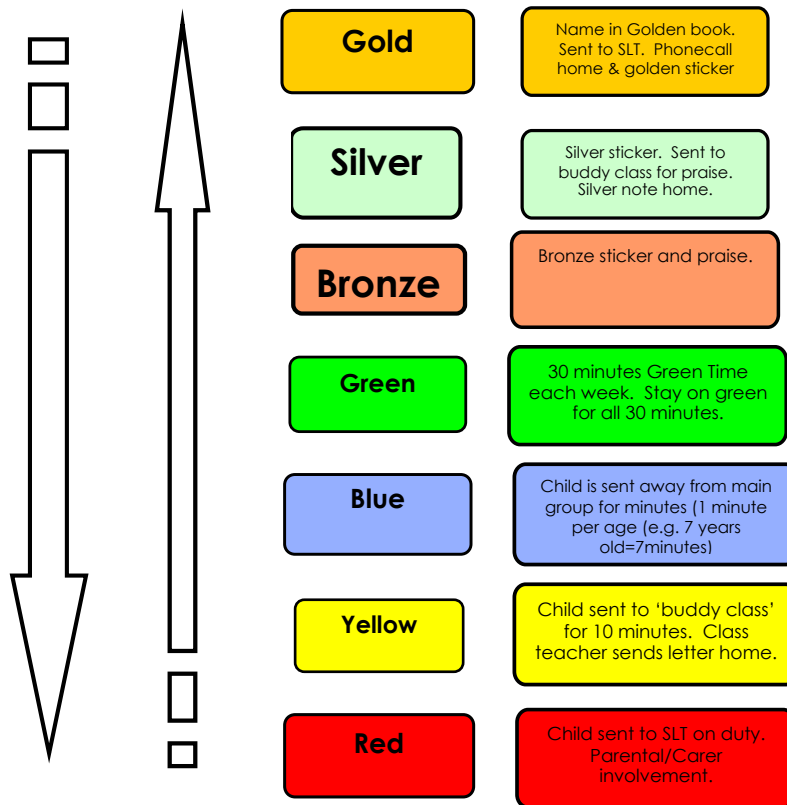 Gold
Name in Golden book.
Sent to SLT. Phonecall
home & golden sticker
Silver
Silver sticker. Sent to
buddy class for praise.
Silver note home.
Bronze
Bronze sticker and praise.
Green
30 minutes Green Time
each week. Stay on green
for all 30 minutes.
Blue
Child is sent away from main
group for minutes (1 minute
per age (e.g. 7 years
old=7minutes)
Yellow
Child sent to ‘buddy class’
for 10 minutes. Class
teacher sends letter home.
Red
Child sent to SLT on duty.
Parental/Carer
involvement.